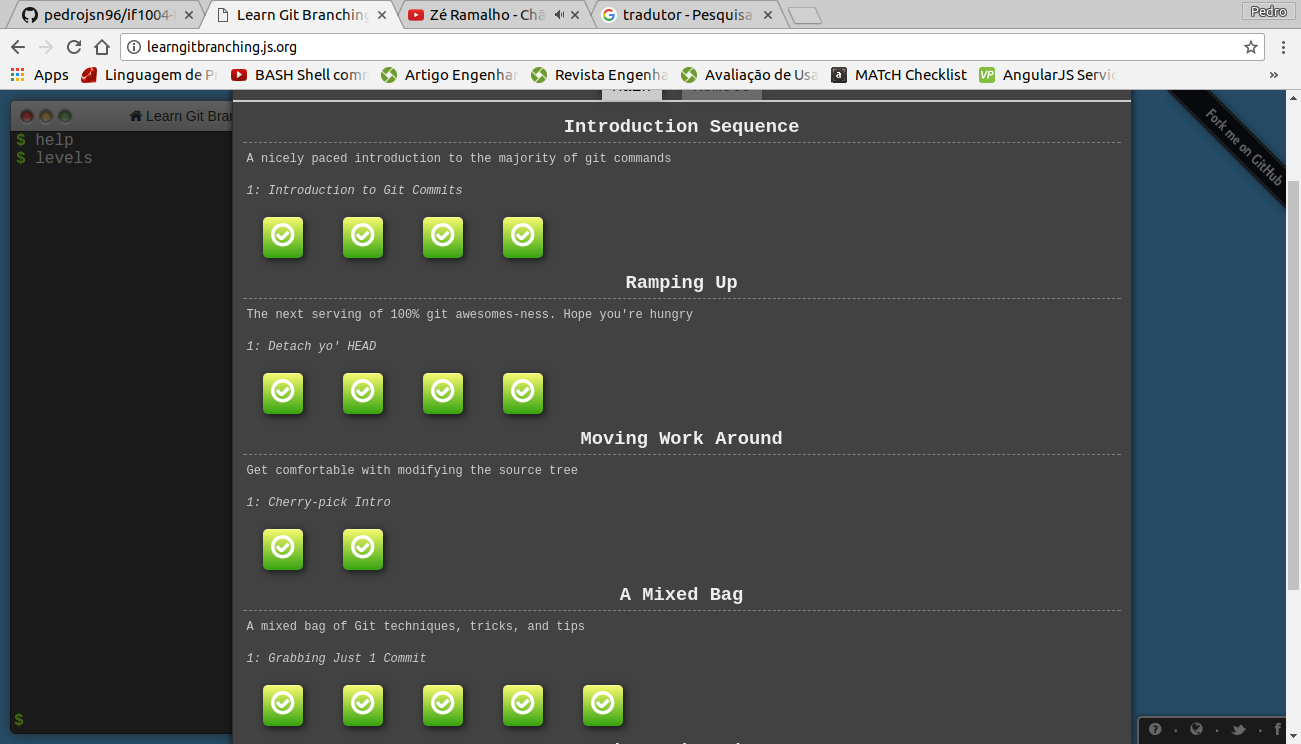 pedrojsn96/if1004-
Learn Git Branching
Zé Ramalho - Chã
tradutor - Pesquisa
Pedro
learngitbranching.js.org
Apps
Linguagem de P
BASH Shell com
Artigo Engenhar
Revista Engenha
Avaliação de Usa
MATcH Checklist
AngularJS Servic
»
Learn Git Bran
$ help
$ levels
$
Introduction Sequence
A nicely paced introduction to the majority of git commands
1: Introduction to Git Commits
Ramping Up
The next serving of 100% git awesomes-ness. Hope you're hungry
1: Detach yo' HEAD
Moving Work Around
Get comfortable with modifying the source tree
1: Cherry-pick Intro
A Mixed Bag
A mixed bag of Git techniques, tricks, and tips
1: Grabbing Just 1 Commit
Fork me on GitHub